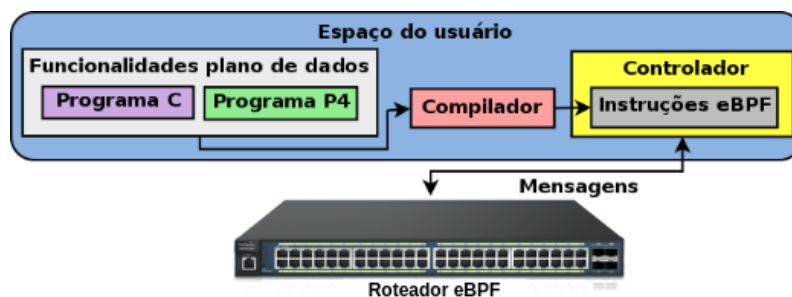 Espaço do usuário
Funcionalidades plano de dados
Programa C
Programa P4
Compilador
Controlador
Instruções eBPF
Mensagens
Roteador eBPF